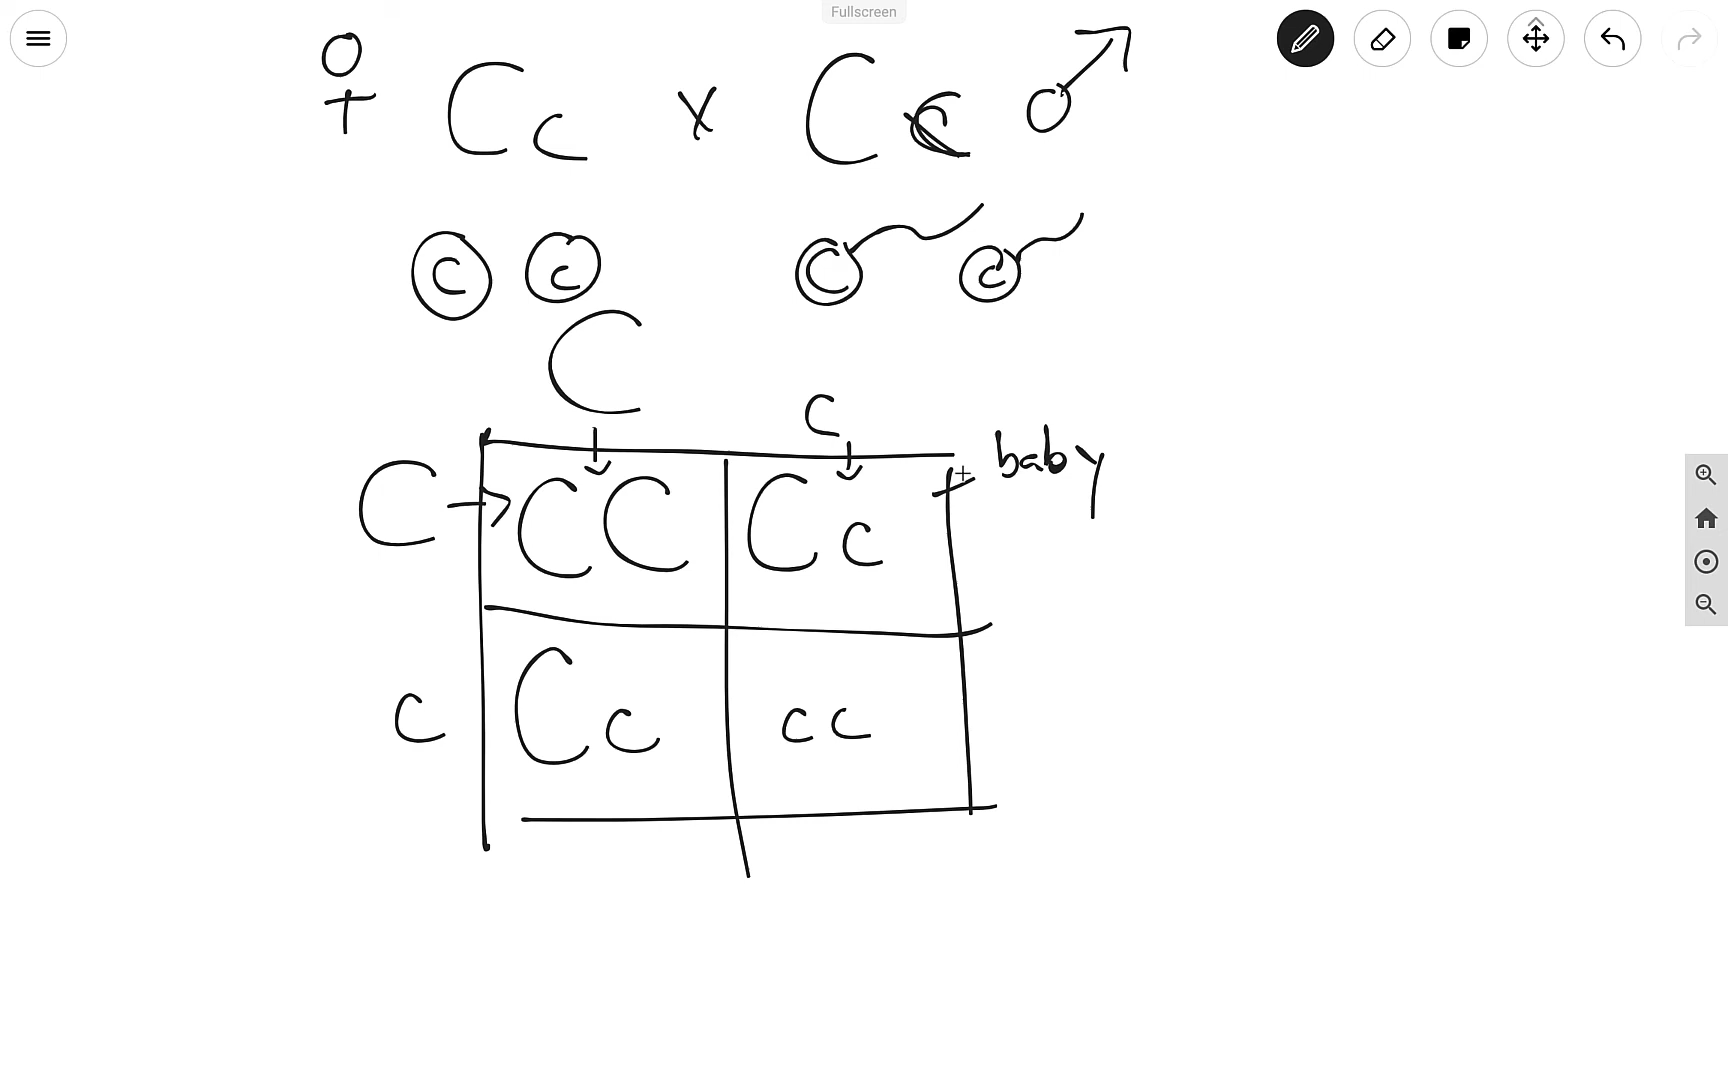 Fullscreen
♀ Cc x Cc ♂
C c C c
C
c
baby
C CC Cc
c Cc cc